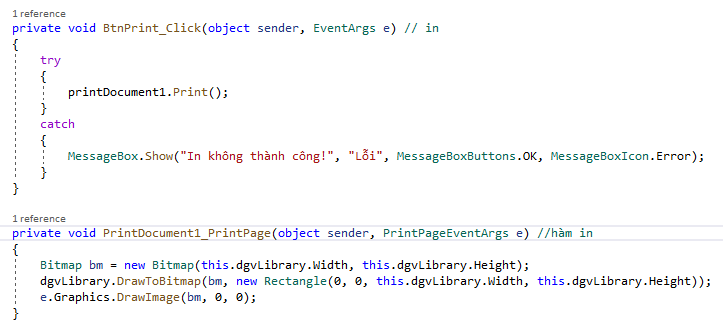 1 reference
private void BtnPrint_Click(object sender, EventArgs e) // in
{
try
{
printDocument1.Print();
}
catch
{
MessageBox.Show("In không thành công!", "Lỗi", MessageBoxButtons.OK, MessageBoxIcon.Error);
}
}
1 reference
private void PrintDocument1_PrintPage(object sender, PrintPageEventArgs e) //hàm in
{
Bitmap bm = new Bitmap(this.dgvLibrary.Width, this.dgvLibrary.Height);
dgvLibrary.DrawToBitmap(bm, new Rectangle(0, 0, this.dgvLibrary.Width, this.dgvLibrary.Height));
e.Graphics.DrawImage(bm, 0, 0);
}